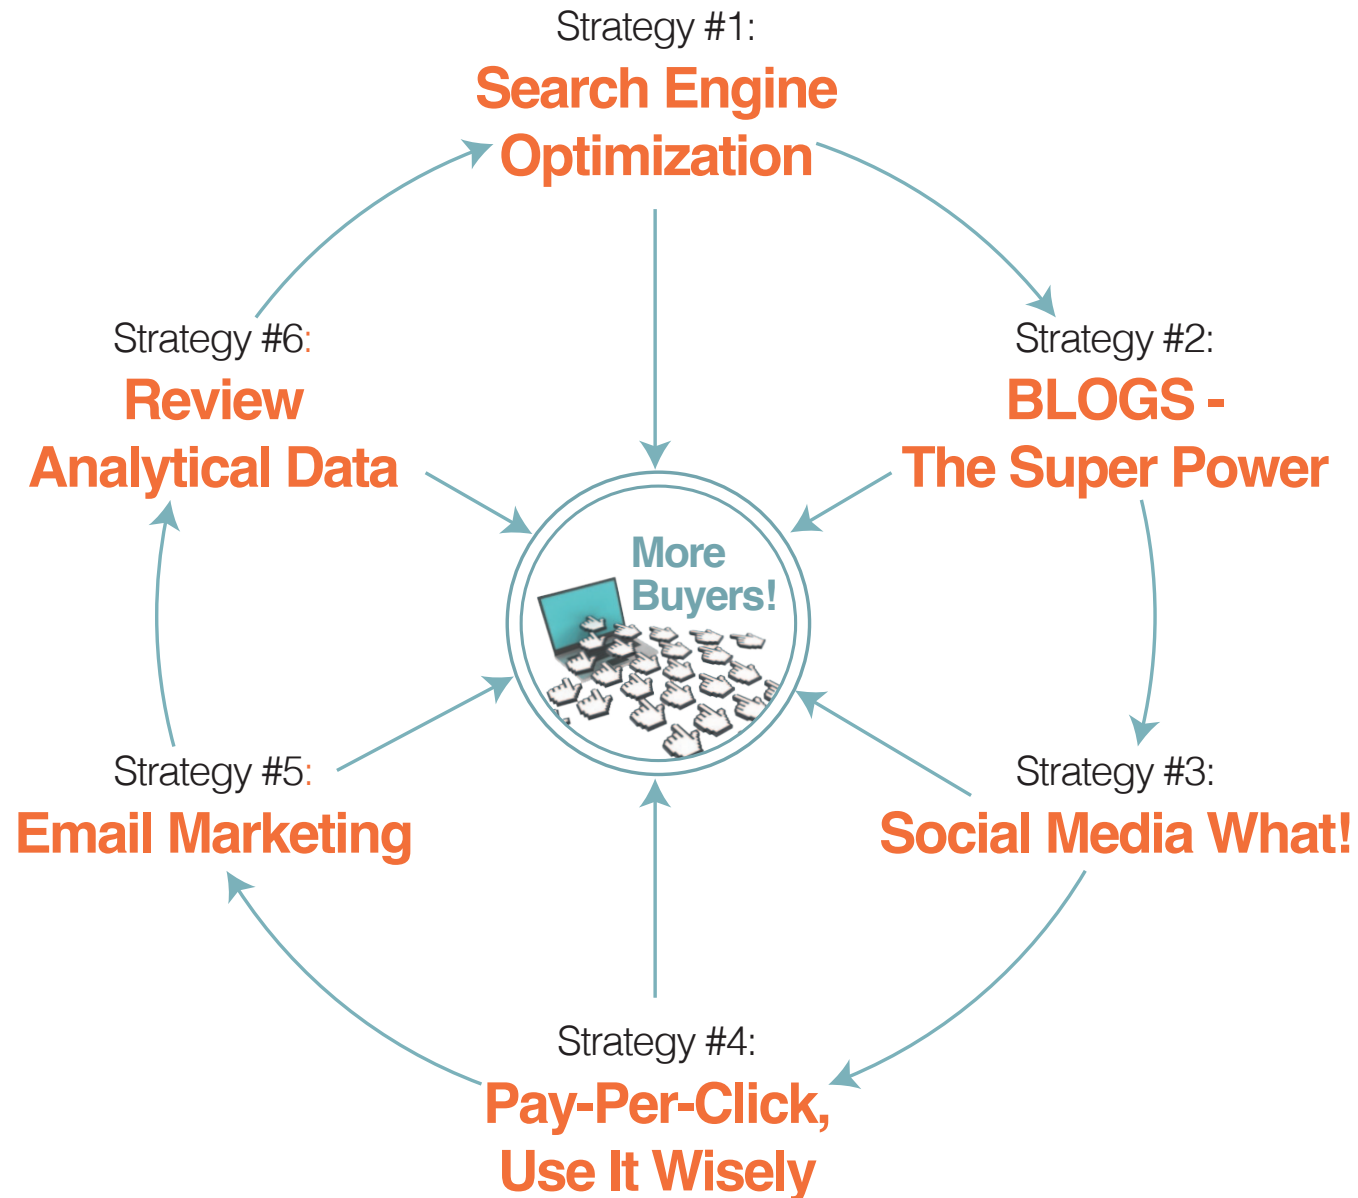 Strategy #1:
Search Engine
Optimization
Strategy #2:
BLOGS -
The Super Power
Strategy #3:
Social Media What!
Strategy #4:
Pay-Per-Click,
Use It Wisely
Strategy #5:
Email Marketing
Strategy #6:
Review
Analytical Data
More
Buyers!